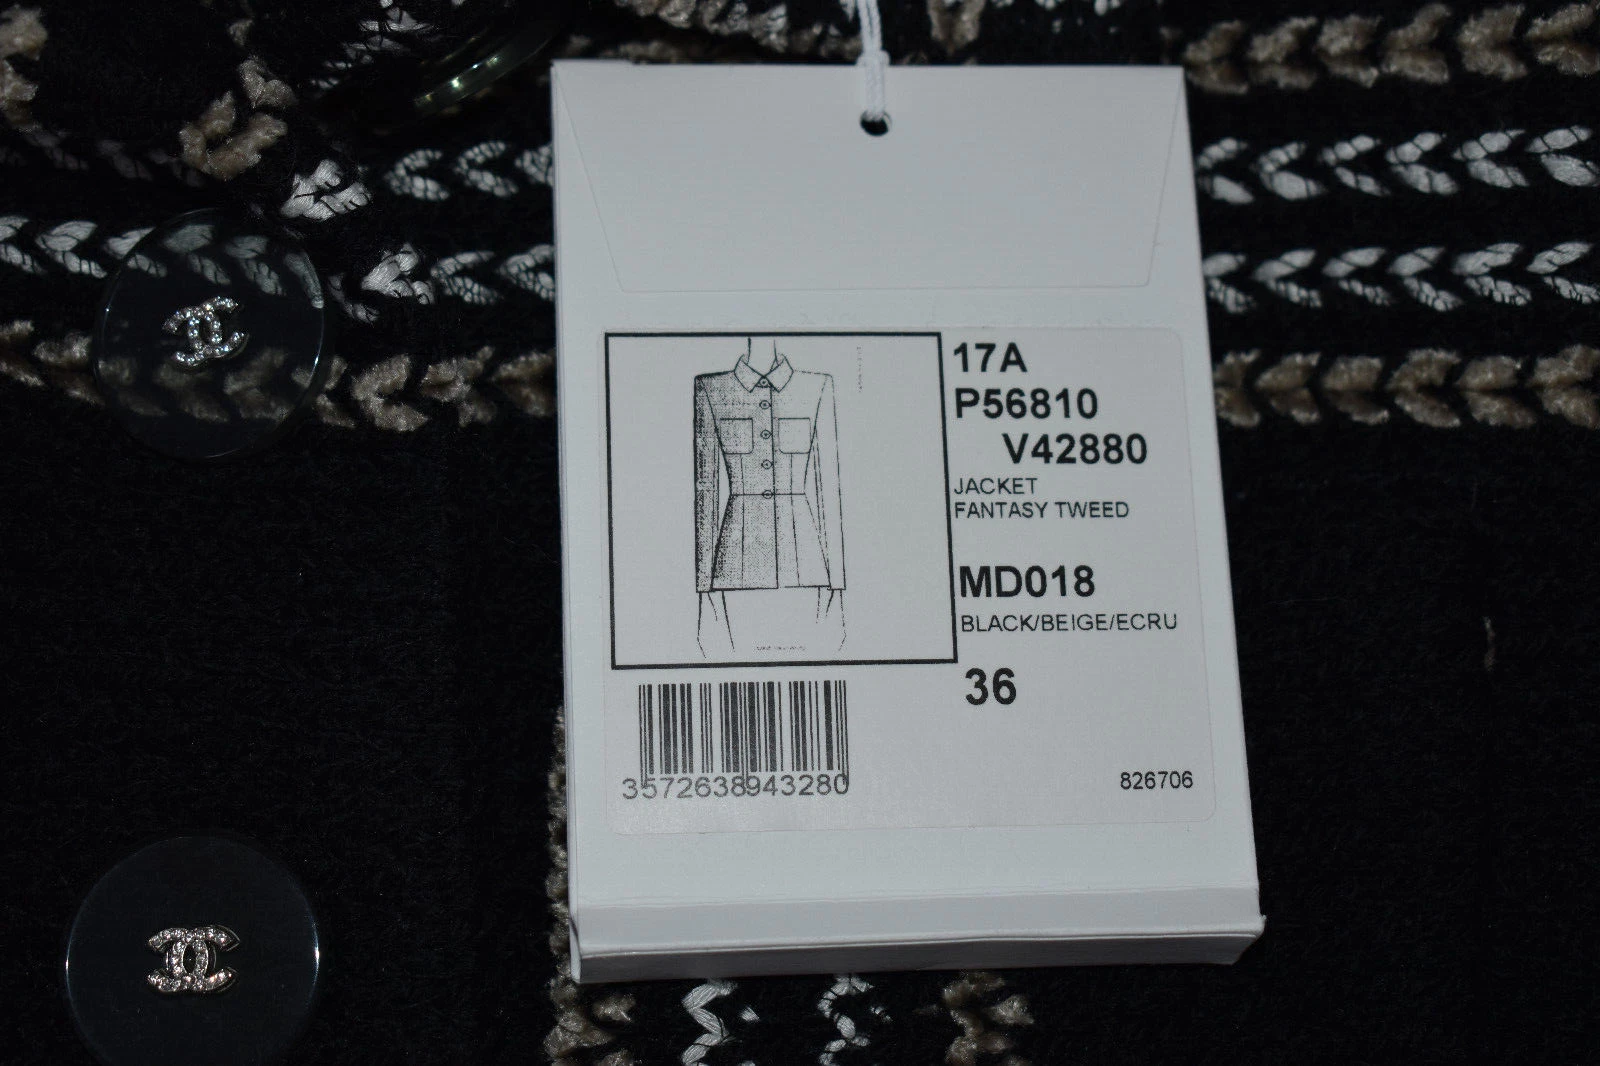 17A
P56810
V42880
JACKET
FANTASY TWEED
MD018
BLACK/BEIGE/ECRU
36
3572638943280
826706